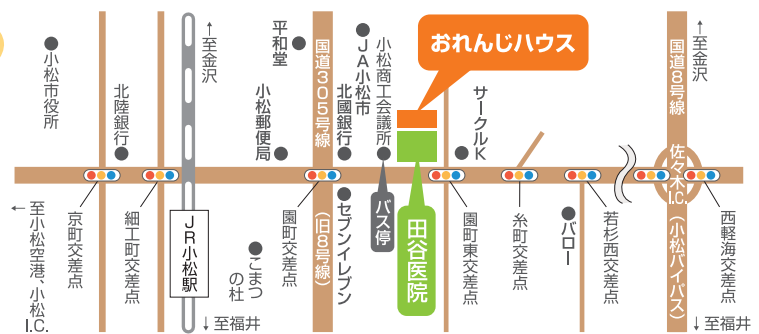 ↑至金沢
小松市役所
北陸銀行
平和堂
小松郵便局
国道305号線
(旧8号線)
JA小松市
北國銀行
小松商工会議所
おれんじハウス
サークルK
↑至金沢
国道8号線
佐々木I.C.
(小松バイパス)
←至小松空港、小松I.C.
京町交差点
細工町交差点
JR小松駅
↓至福井
こまつの杜
園町交差点
セブンイレブン
バス停
田谷医院
園町東交差点
糸町交差点
バロー
若杉西交差点
西軽海交差点
↓至福井